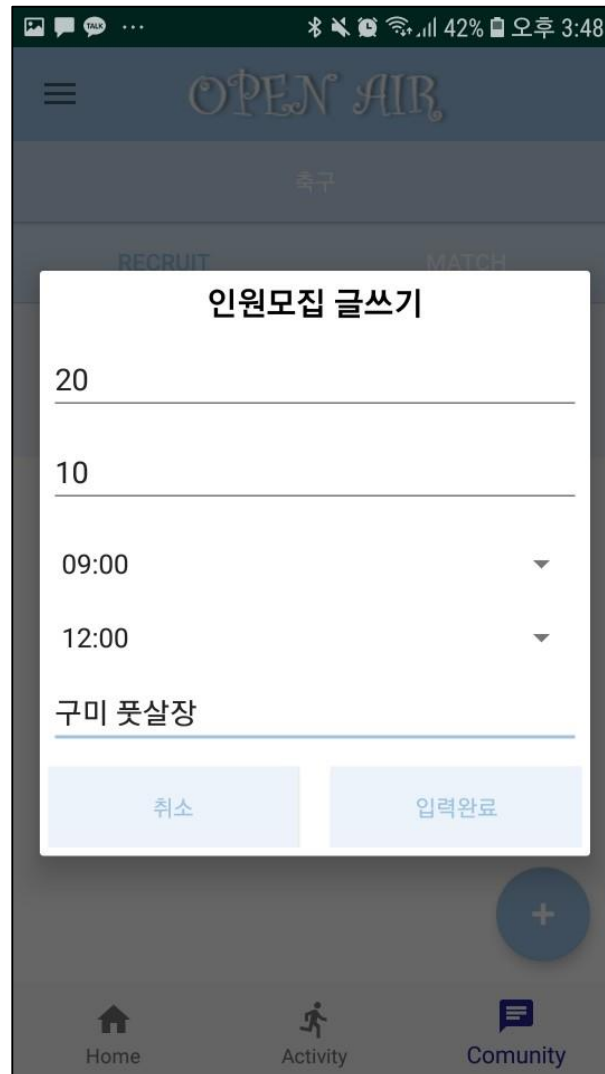 TALK ... 42% 오후 3:48
OPEN AIR
축구
RECRUIT MATCH
인원모집 글쓰기
20
10
09:00
12:00
구미 풋살장
취소 입력완료
+
Home Activity Comunity